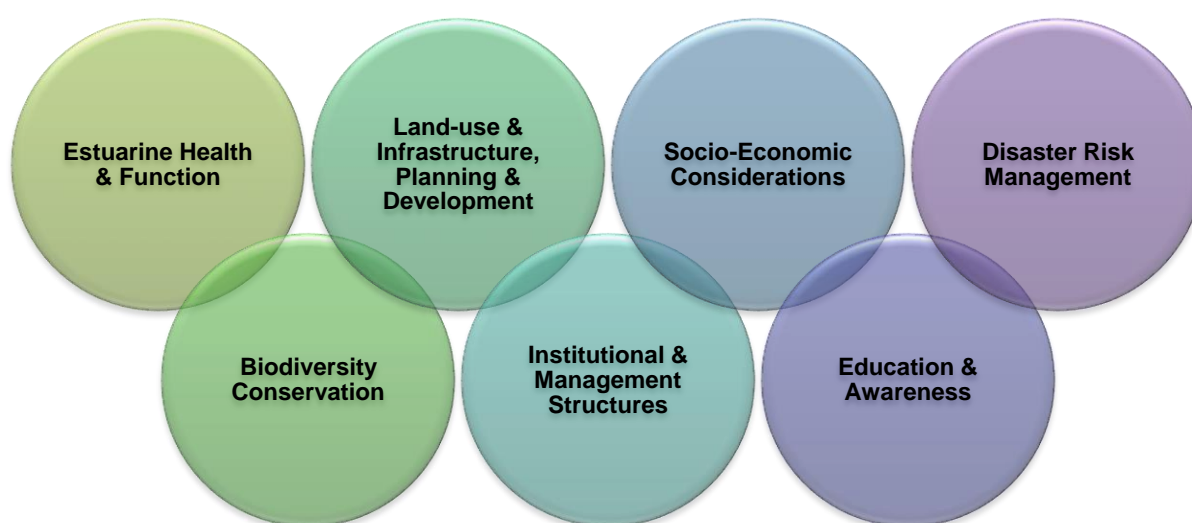 Estuarine Health
& Function
Land-use &
Infrastructure,
Planning &
Development
Socio-Economic
Considerations
Disaster Risk
Management
Biodiversity
Conservation
Institutional &
Management
Structures
Education &
Awareness